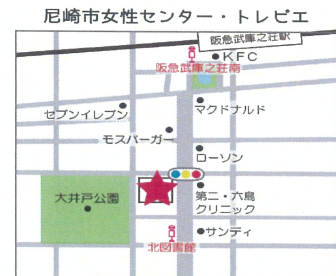 尼崎市女性センター・トレピエ
阪急武庫之荘駅
KFC
阪急武庫之荘南
セブンイレブン
マクドナルド
モスバーガー
ローソン
大井戸公園
第二・六島
クリニック
サンディ
北図書館